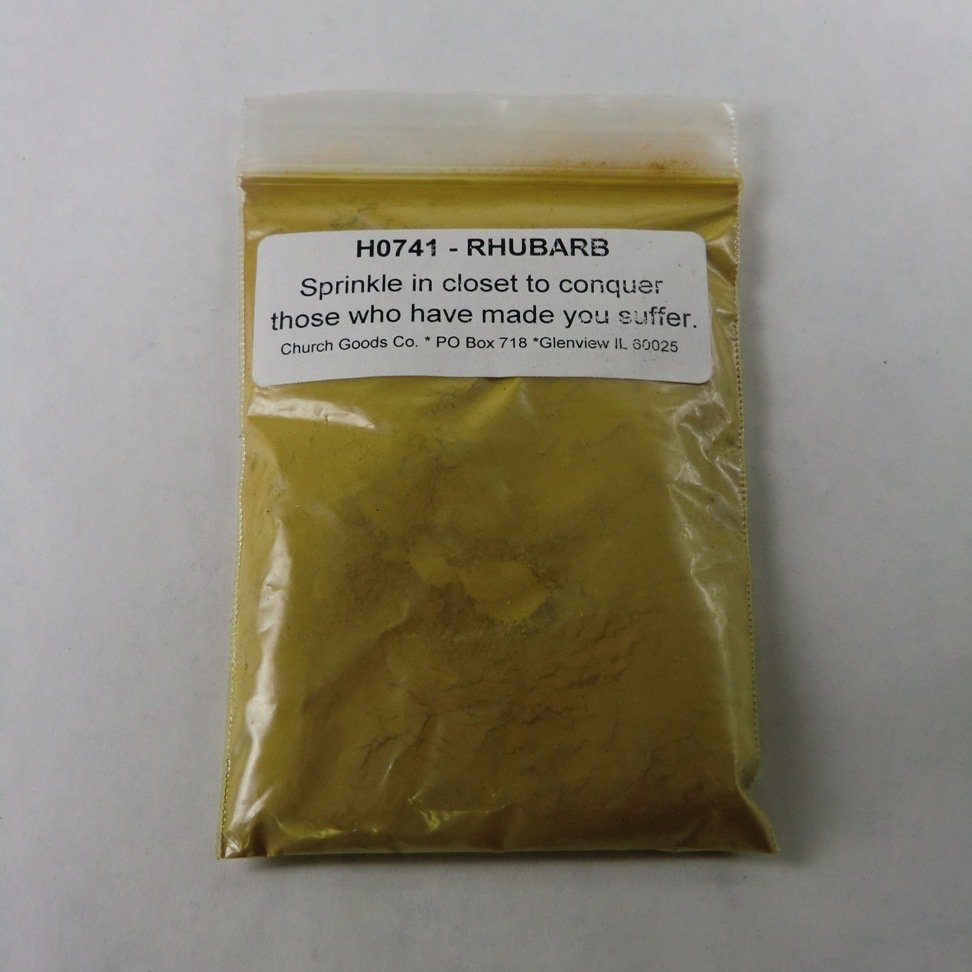 H0741 - RHUBARB
Sprinkle in closet to conquer
those who have made you suffer.
Church Goods Co. * PO Box 718 *Glenview IL 60025